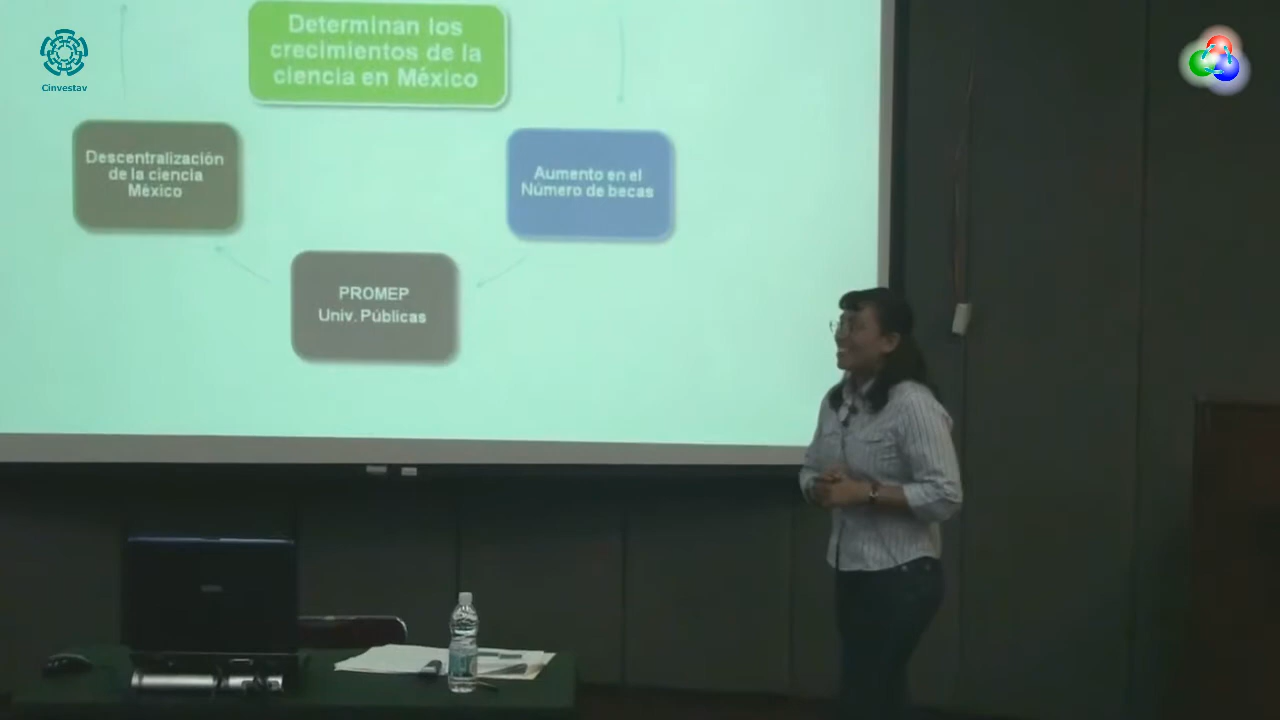 Determinan los
crecimientos de la
ciencia en México
Cinvestav
Descentralización
de la ciencia
México
Aumento en el
Número de becas
PROMEP
Univ. Públicas